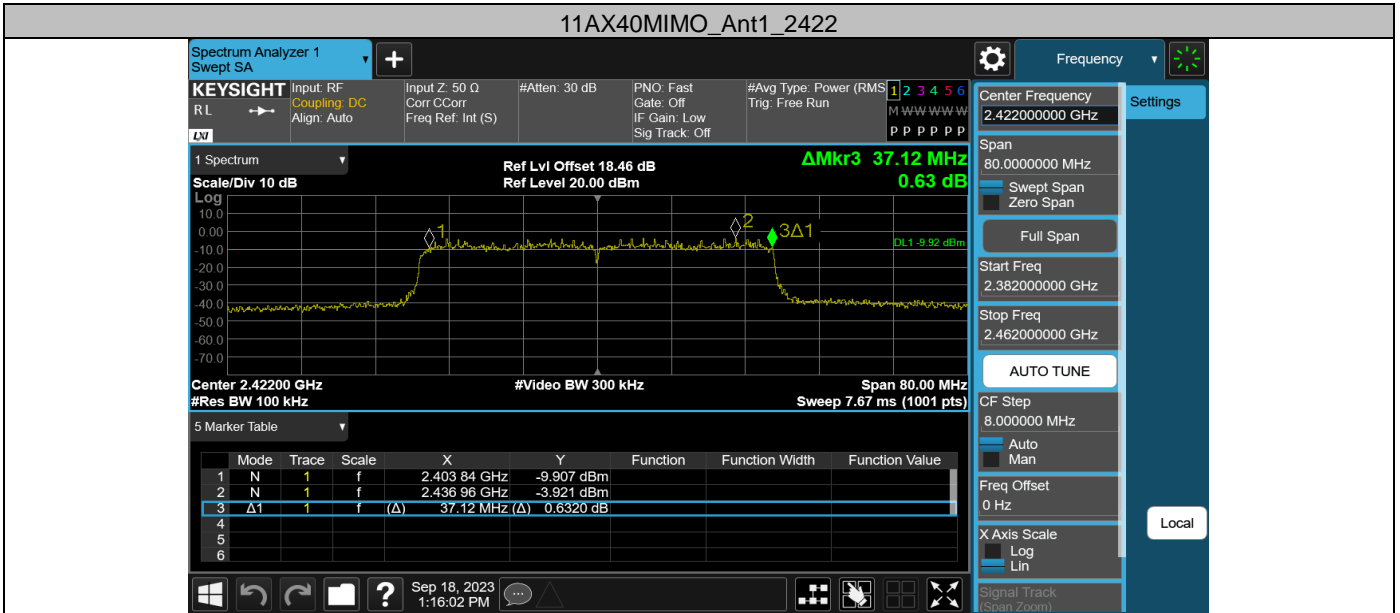 11AX40MIMO_Ant1_2422
Spectrum Analyzer 1
Swept SA
Frequency
KEYSIGHT
R L
LXI
Input: RF
Coupling: DC
Align: Auto
Input Z: 50 Ω
Corr CCorr
Freq Ref: Int (S)
#Atten: 30 dB
PNO: Fast
Gate: Off
IF Gain: Low
Sig Track: Off
#Avg Type: Power (RMS
Trig: Free Run
1 2 3 4 5 6
M W W W W W
P P P P P P
1 Spectrum
Scale/Div 10 dB
Ref Lvl Offset 18.46 dB
Ref Level 20.00 dBm
ΔMkr3 37.12 MHz
0.63 dB
Log
10.0
0.00
-10.0
-20.0
-30.0
-40.0
-50.0
-60.0
-70.0
1
2
3Δ1
DL1 -9.92 dBm
Center 2.42200 GHz
#Video BW 300 kHz
Span 80.00 MHz
#Res BW 100 kHz
Sweep 7.67 ms (1001 pts)
5 Marker Table
Mode Trace Scale X Y Function Function Width Function Value
1 N 1 f 2.403 84 GHz -9.907 dBm
2 N 1 f 2.436 96 GHz -3.921 dBm
3 Δ1 1 f (Δ) 37.12 MHz (Δ) 0.6320 dB
4
5
6
Sep 18, 2023
1:16:02 PM
Center Frequency
2.422000000 GHz
Settings
Span
80.0000000 MHz
Swept Span
Zero Span
Full Span
Start Freq
2.382000000 GHz
Stop Freq
2.462000000 GHz
AUTO TUNE
CF Step
8.000000 MHz
Auto
Man
Freq Offset
0 Hz
Local
X Axis Scale
Log
Lin
Signal Track
(Span Zoom)